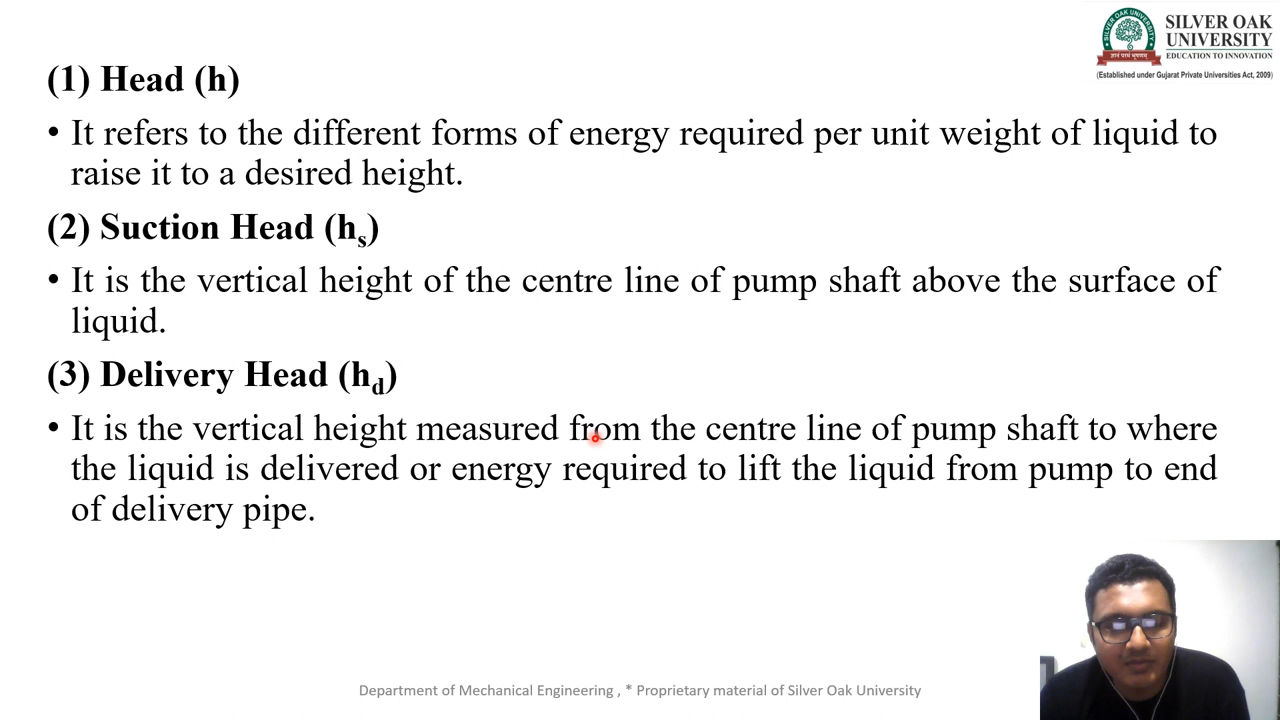 SILVER OAK
UNIVERSITY
EDUCATION TO INNOVATION
(Established under Gujarat Private Universities Act, 2009)
(1) Head (h)
• It refers to the different forms of energy required per unit weight of liquid to
raise it to a desired height.
(2) Suction Head (hs)
• It is the vertical height of the centre line of pump shaft above the surface of
liquid.
(3) Delivery Head (hd)
• It is the vertical height measured from the centre line of pump shaft to where
the liquid is delivered or energy required to lift the liquid from pump to end
of delivery pipe.
Department of Mechanical Engineering , * Proprietary material of Silver Oak University